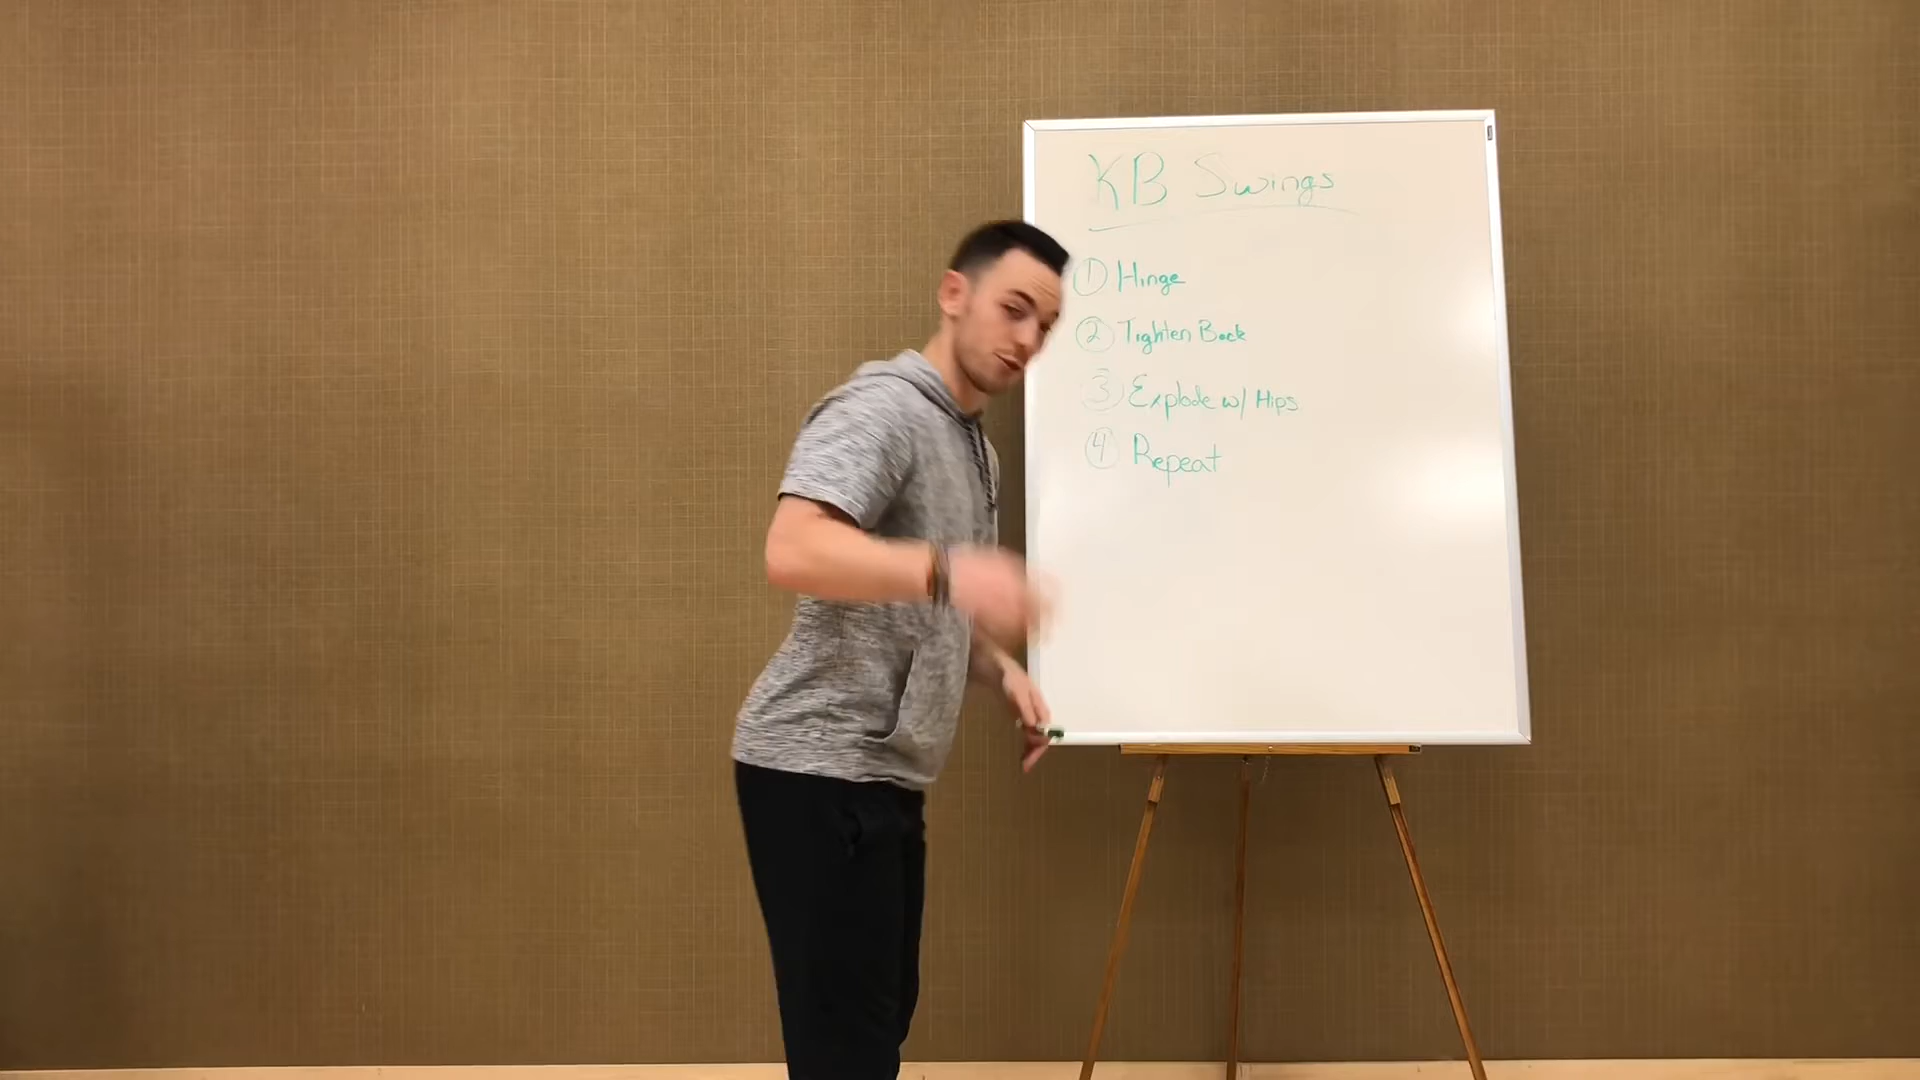 KB Swings
1 Hinge
2 Tighten Back
3 Explode w/ Hips
4 Repeat